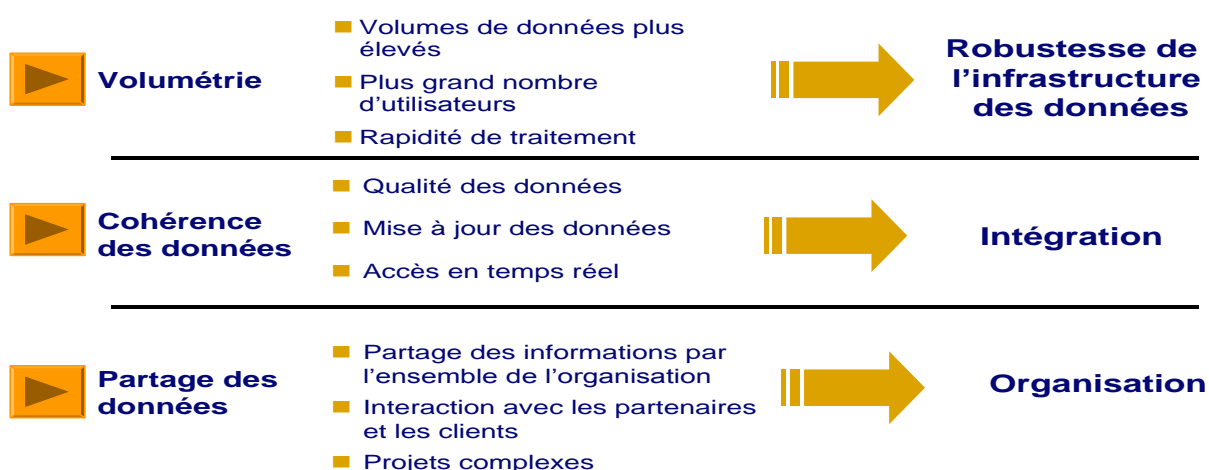 Volumétrie
Volumes de données plus
élevés
Plus grand nombre
d’utilisateurs
Rapidité de traitement
Robustesse de
l’infrastructure
des données
Cohérence
des données
Qualité des données
Mise à jour des données
Accès en temps réel
Intégration
Partage des
données
Partage des informations par
l’ensemble de l’organisation
Interaction avec les partenaires
et les clients
Projets complexes
Organisation